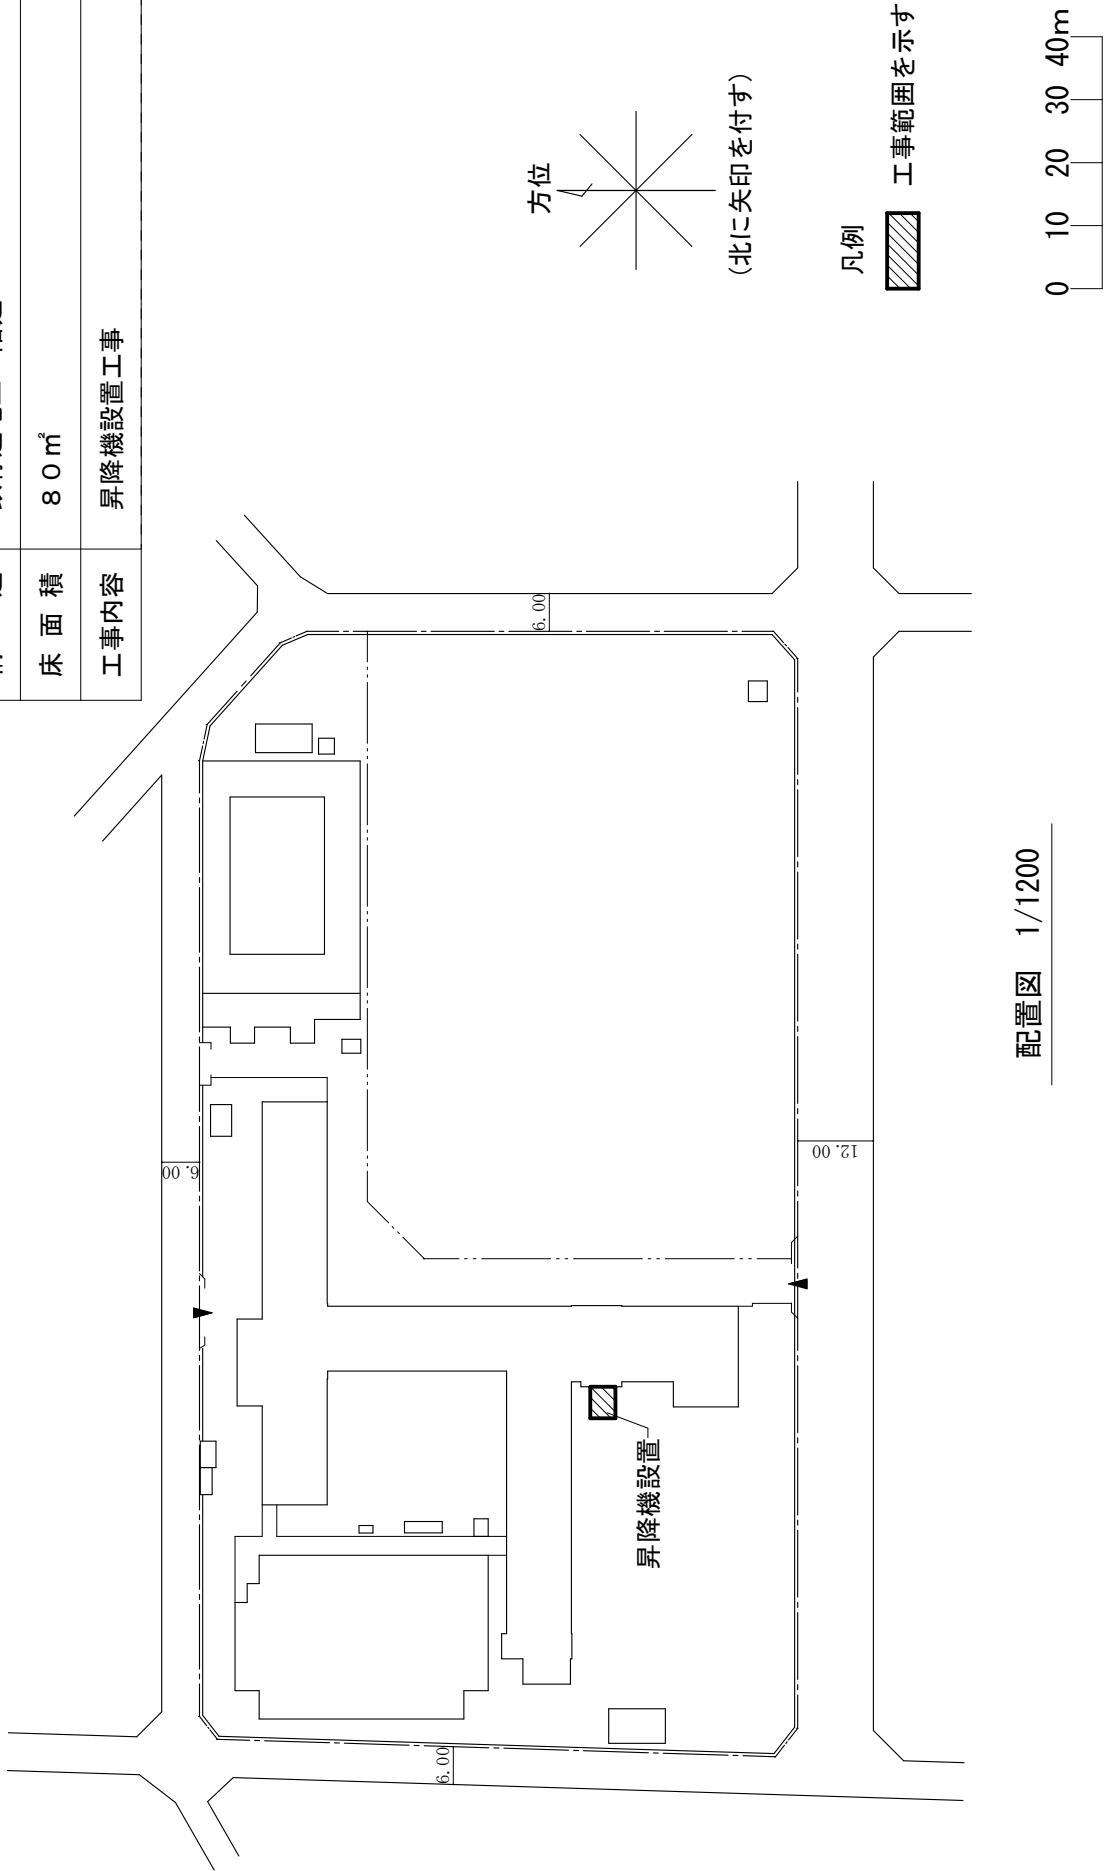 床 面 積　８０㎡
工事内容　昇降機設置工事
方位
(北に矢印を付す)
凡例
工事範囲を示す
0 10 20 30 40m
6.00
6.00
12.00
6.00
昇降機設置
配置図　1/1200